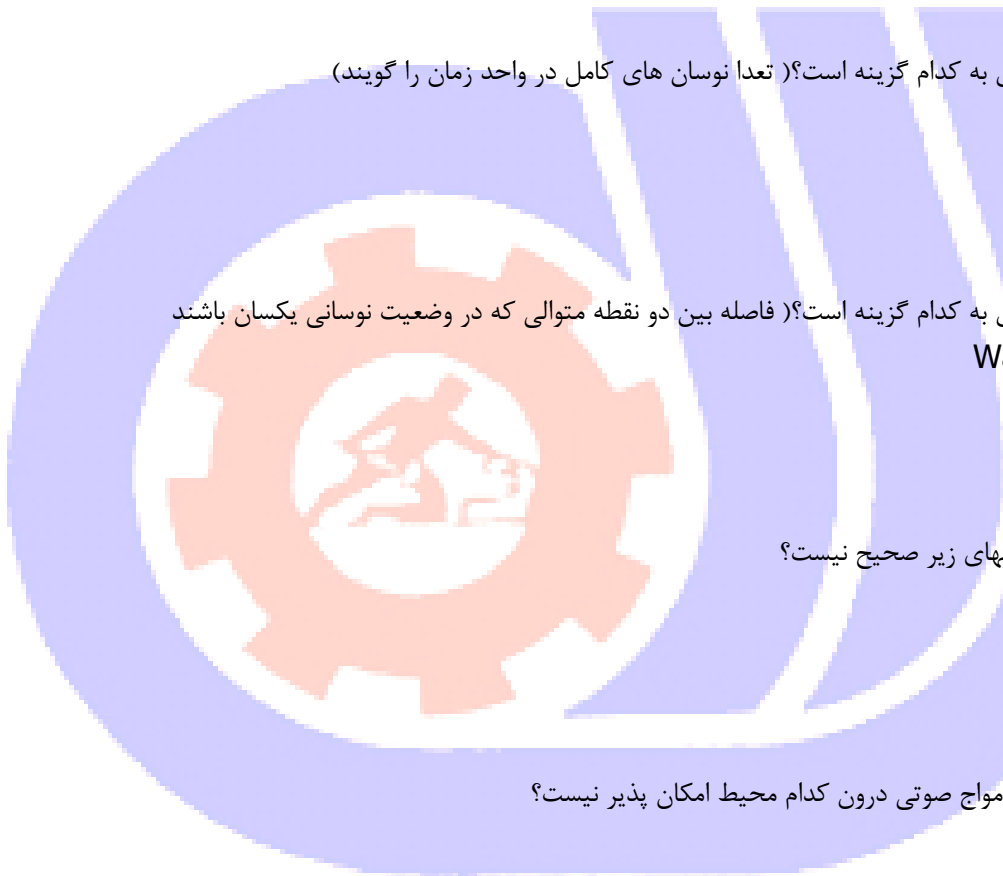 به کدام گزینه است؟( تعدا نوسان های کامل در واحد زمان را گویند)
به کدام گزینه است؟( فاصله بین دو نقطه متوالی که در وضعیت نوسانی یکسان باشند
زیر صحیح نیست؟
صوتی درون کدام محیط امکان پذیر نیست؟